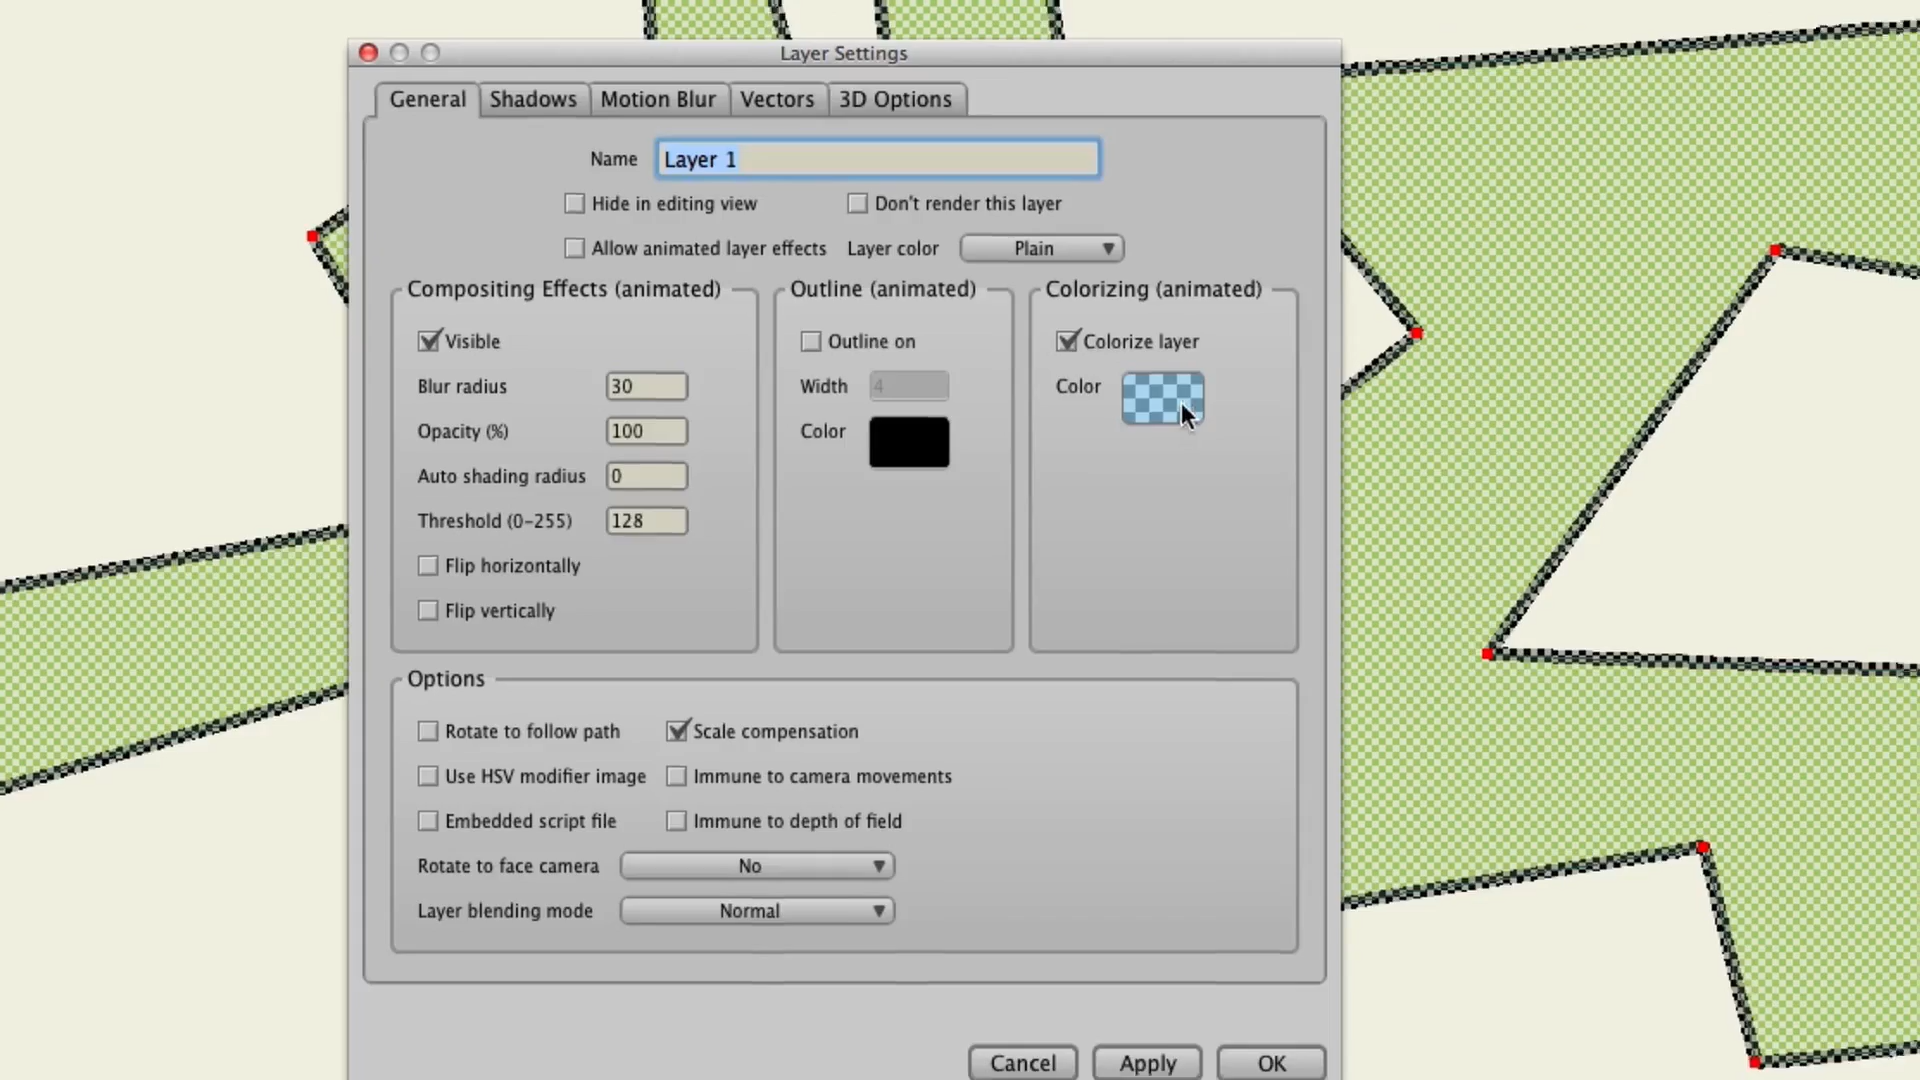 Layer Settings
General Shadows Motion Blur Vectors 3D Options
Name Layer 1
Hide in editing view Don't render this layer
Allow animated layer effects Layer color Plain
Compositing Effects (animated) Outline (animated) Colorizing (animated)
Visible Outline on Colorize layer
Blur radius 30 Width 4 Color
Opacity (%) 100 Color
Auto shading radius 0
Threshold (0-255) 128
Flip horizontally
Flip vertically
Options
Rotate to follow path Scale compensation
Use HSV modifier image Immune to camera movements
Embedded script file Immune to depth of field
Rotate to face camera No
Layer blending mode Normal
Cancel Apply OK